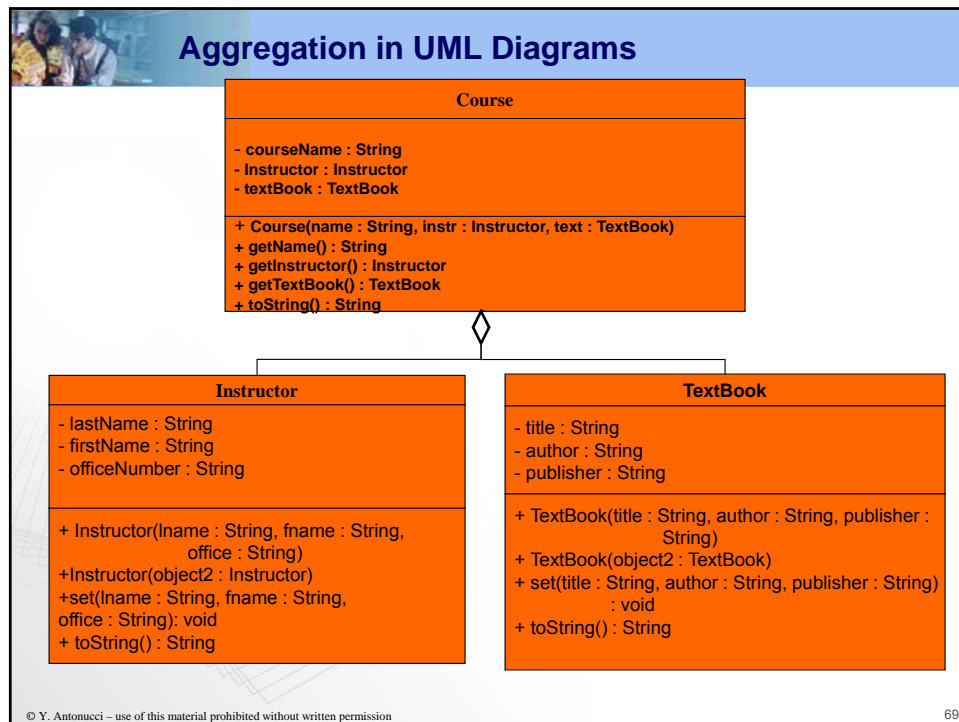 Aggregation in UML Diagrams
Course
- courseName : String
- Instructor : Instructor
- textBook : TextBook
+ Course(name : String, instr : Instructor, text : TextBook)
+ getName() : String
+ getInstructor() : Instructor
+ getTextBook() : TextBook
+ toString() : String
Instructor
- lastName : String
- firstName : String
- officeNumber : String
+ Instructor(lname : String, fname : String,
office : String)
+Instructor(object2 : Instructor)
+set(lname : String, fname : String,
office : String): void
+ toString() : String
TextBook
- title : String
- author : String
- publisher : String
+ TextBook(title : String, author : String, publisher :
String)
+ TextBook(object2 : TextBook)
+ set(title : String, author : String, publisher : String)
: void
+ toString() : String
© Y. Antonucci – use of this material prohibited without written permission
69